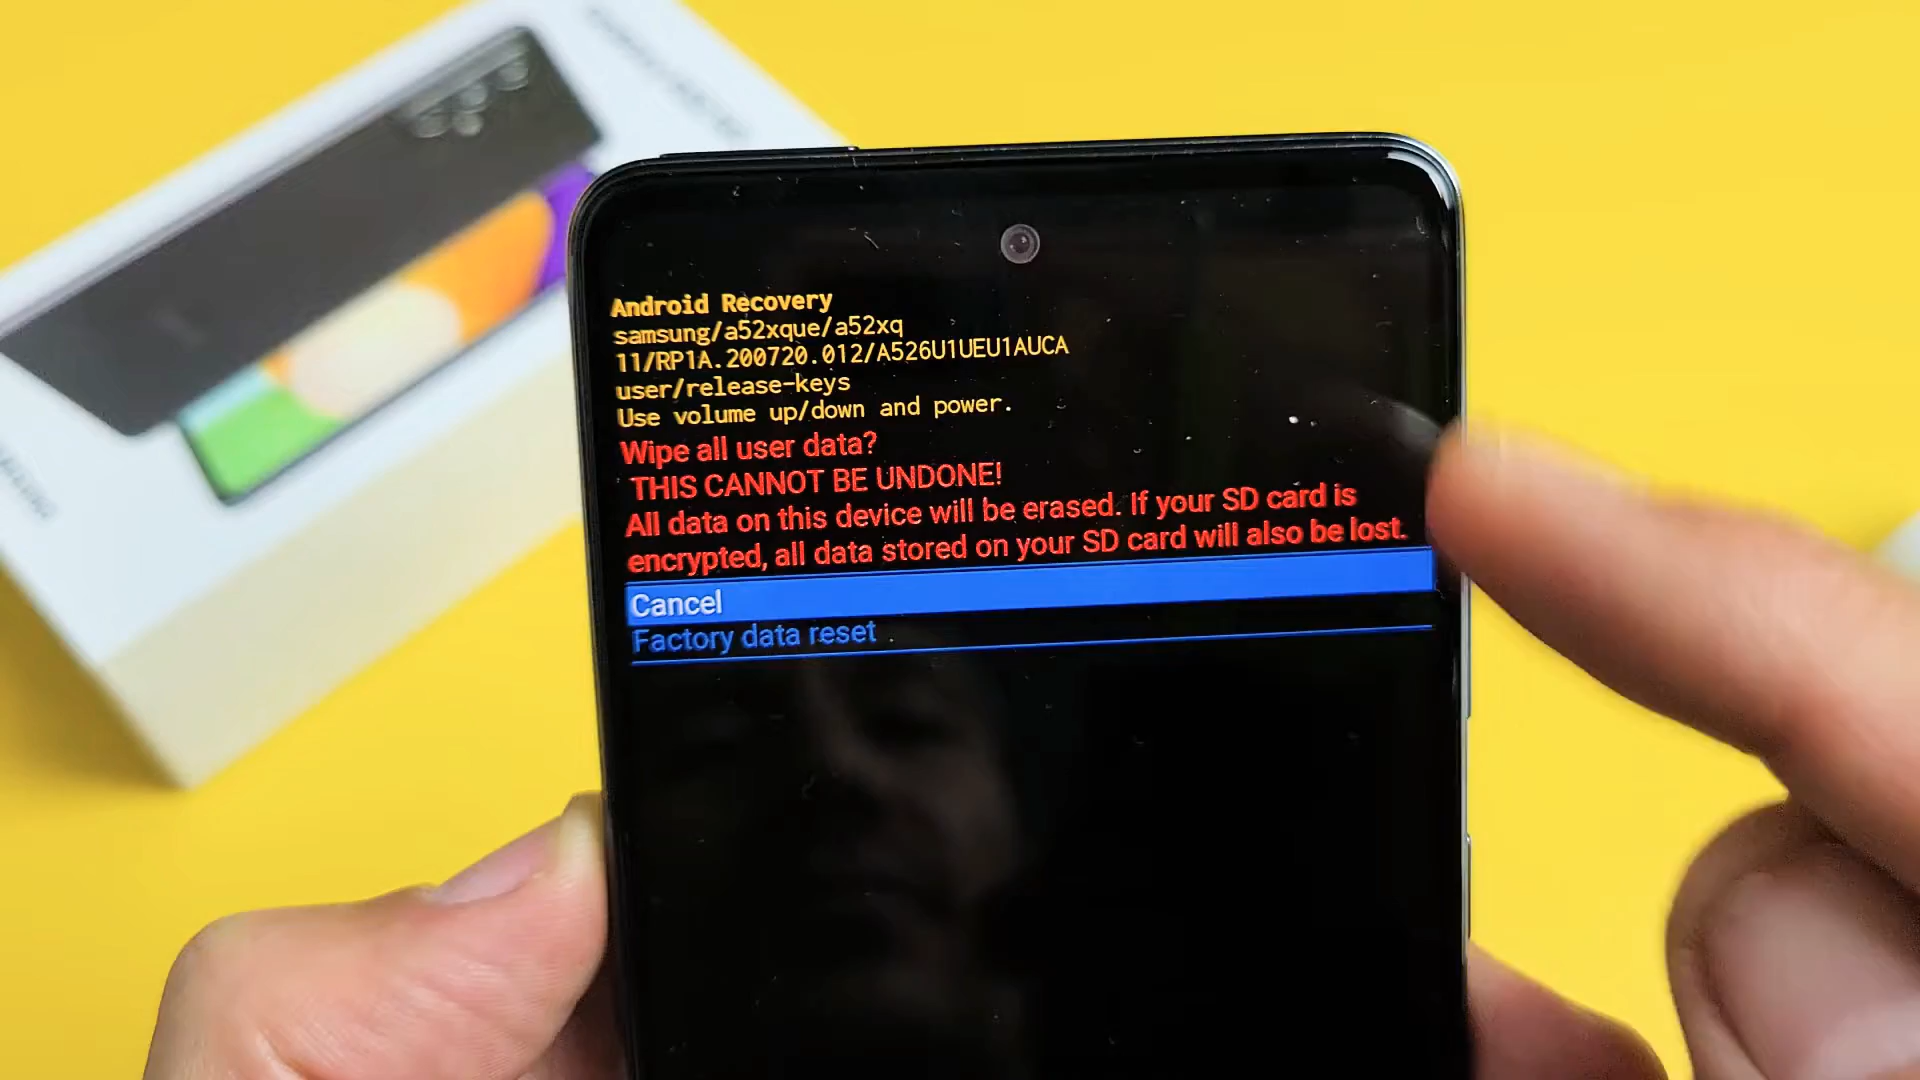 Android Recovery
samsung/a52xque/a52xq
11/RP1A.200720.012/A526U1UEU1AUCA
user/release-keys
Use volume up/down and power.
Wipe all user data?
THIS CANNOT BE UNDONE!
All data on this device will be erased. If your SD card is
encrypted, all data stored on your SD card will also be lost.
Cancel
Factory data reset